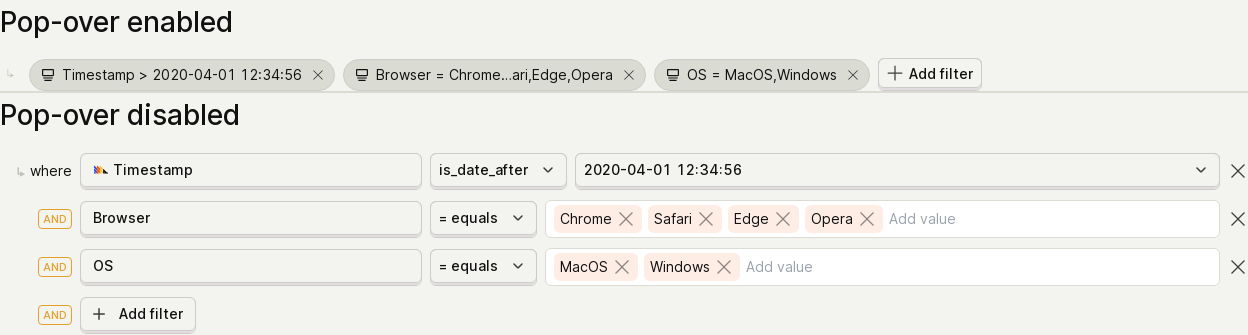 Pop-over enabled
Timestamp > 2020-04-01 12:34:56 Browser = Chrome...ari,Edge,Opera OS = MacOS,Windows Add filter
Pop-over disabled
where Timestamp is_date_after 2020-04-01 12:34:56
AND Browser = equals Chrome Safari Edge Opera Add value
AND OS = equals MacOS Windows Add value
AND + Add filter